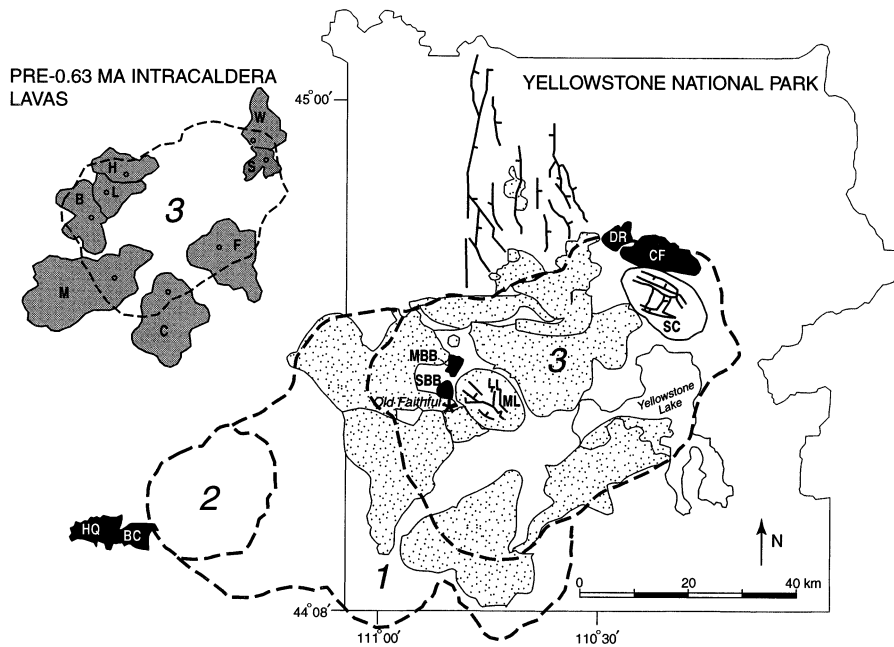 PRE-0.63 MA INTRACALDERA
LAVAS
YELLOWSTONE NATIONAL PARK
45°00'
W
S
H
L
B
3
F
M
C
DR
CF
SC
MBB
SBB
3
LL
ML
Old Faithful
Yellowstone
Lake
2
HQ
BC
1
N
0 20 40 km
44°08'
111°00'
110°30'